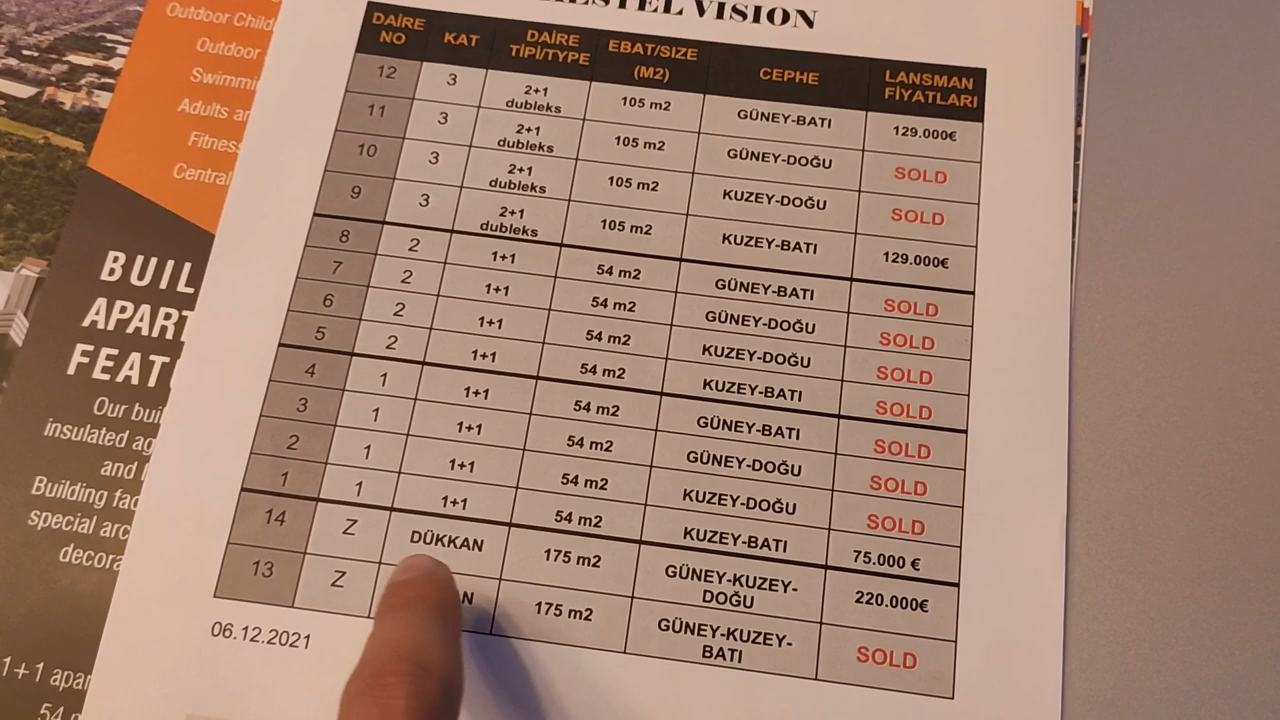 VISION
DAİRE NO KAT DAİRE TİPİ/TYPE EBAT/SIZE (M2) CEPHE LANSMAN FİYATLARI
12 3 2+1 dubleks 105 m2 GÜNEY-BATI 129.000€
11 3 2+1 dubleks 105 m2 GÜNEY-DOĞU SOLD
10 3 2+1 dubleks 105 m2 KUZEY-DOĞU SOLD
9 3 2+1 dubleks 105 m2 KUZEY-BATI 129.000€
8 2 1+1 54 m2 GÜNEY-BATI SOLD
7 2 1+1 54 m2 GÜNEY-DOĞU SOLD
6 2 1+1 54 m2 KUZEY-DOĞU SOLD
5 2 1+1 54 m2 KUZEY-BATI SOLD
4 1 1+1 54 m2 GÜNEY-BATI SOLD
3 1 1+1 54 m2 GÜNEY-DOĞU SOLD
2 1 1+1 54 m2 KUZEY-DOĞU SOLD
1 1 1+1 54 m2 KUZEY-BATI 75.000 €
14 Z DÜKKAN 175 m2 GÜNEY-KUZEY-DOĞU 220.000€
13 Z 175 m2 GÜNEY-KUZEY-BATI SOLD
06.12.2021
Outdoor Child
Outdoor
Swimmi
Adults
Fitness
Central
BUIL
APART
FEAT
Our buil
insulated ag
and
Building fac
special arc
decora
1+1 apar
54